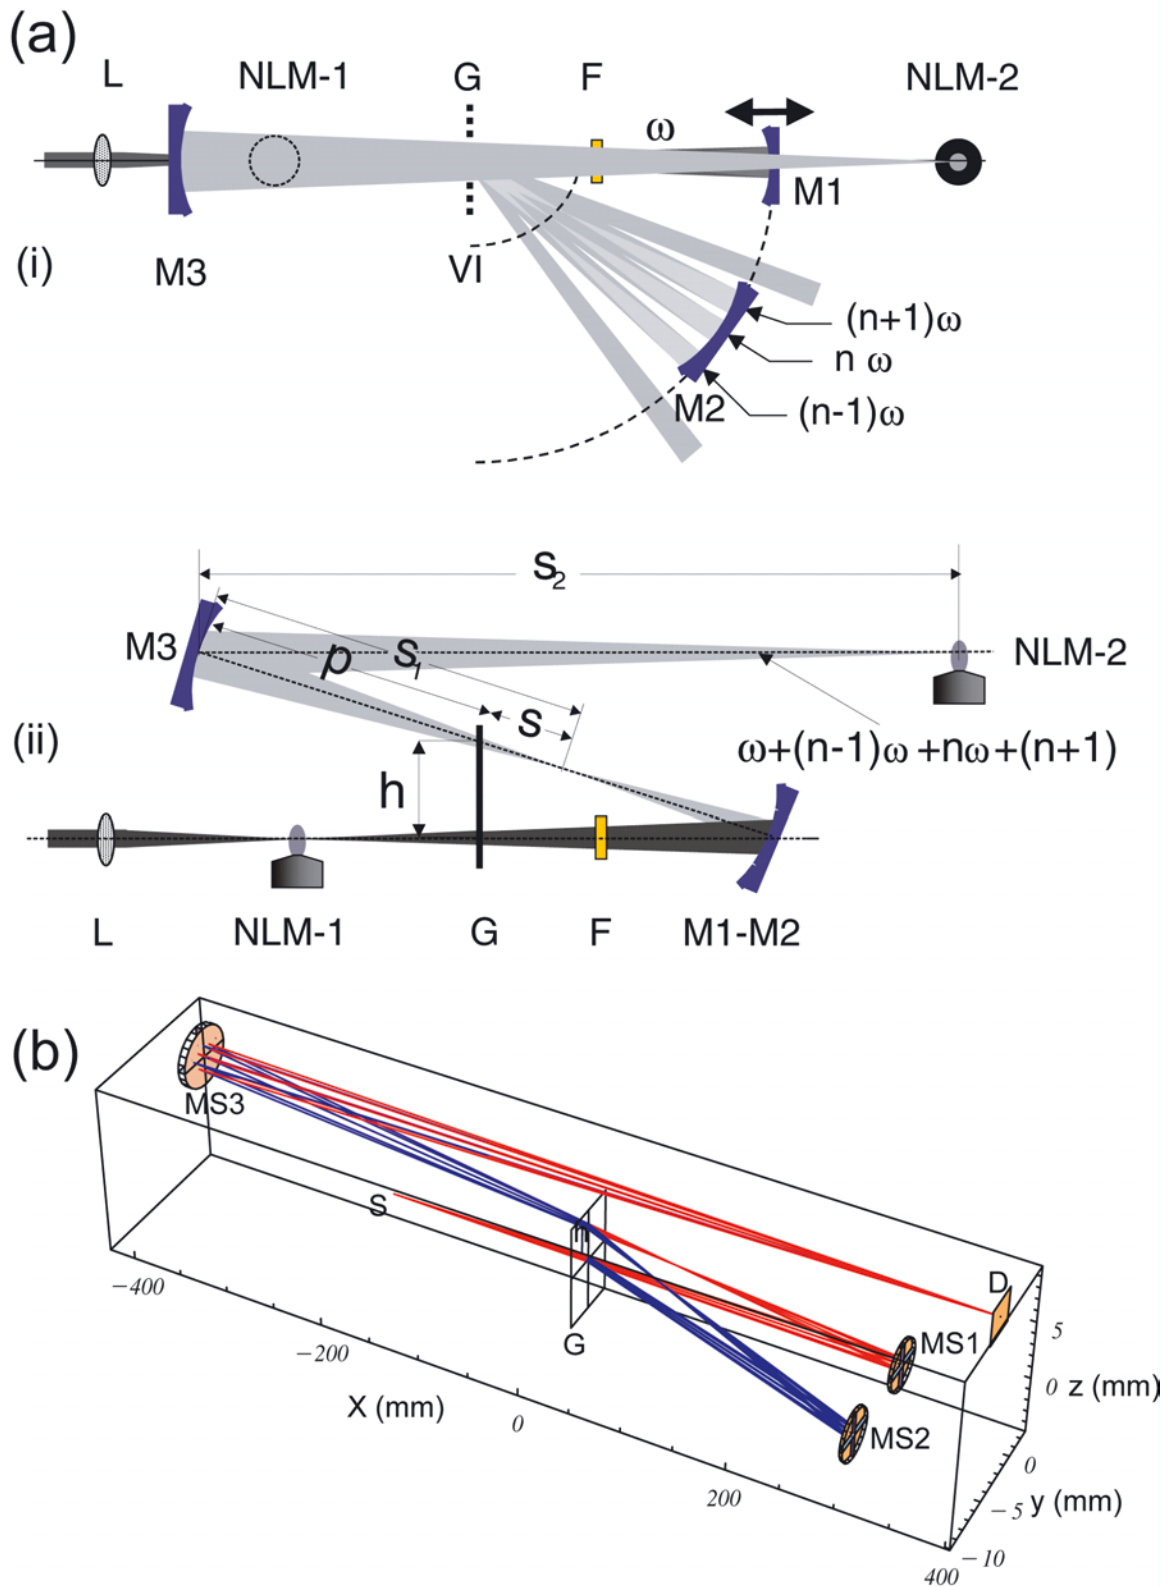 (a)
L NLM-1 G F NLM-2
ω
M1
(i)
M3 VI
(n+1)ω
n ω
M2
(n-1)ω
S2
M3
p S1
NLM-2
S
(ii)
ω+(n-1)ω +nω+(n+1)
h
L NLM-1 G F M1-M2
(b)
MS3
S
η
D
G
MS1
MS2
−400
−200
0
200
400
X (mm)
5
0
z (mm)
0
−5
−10
y (mm)